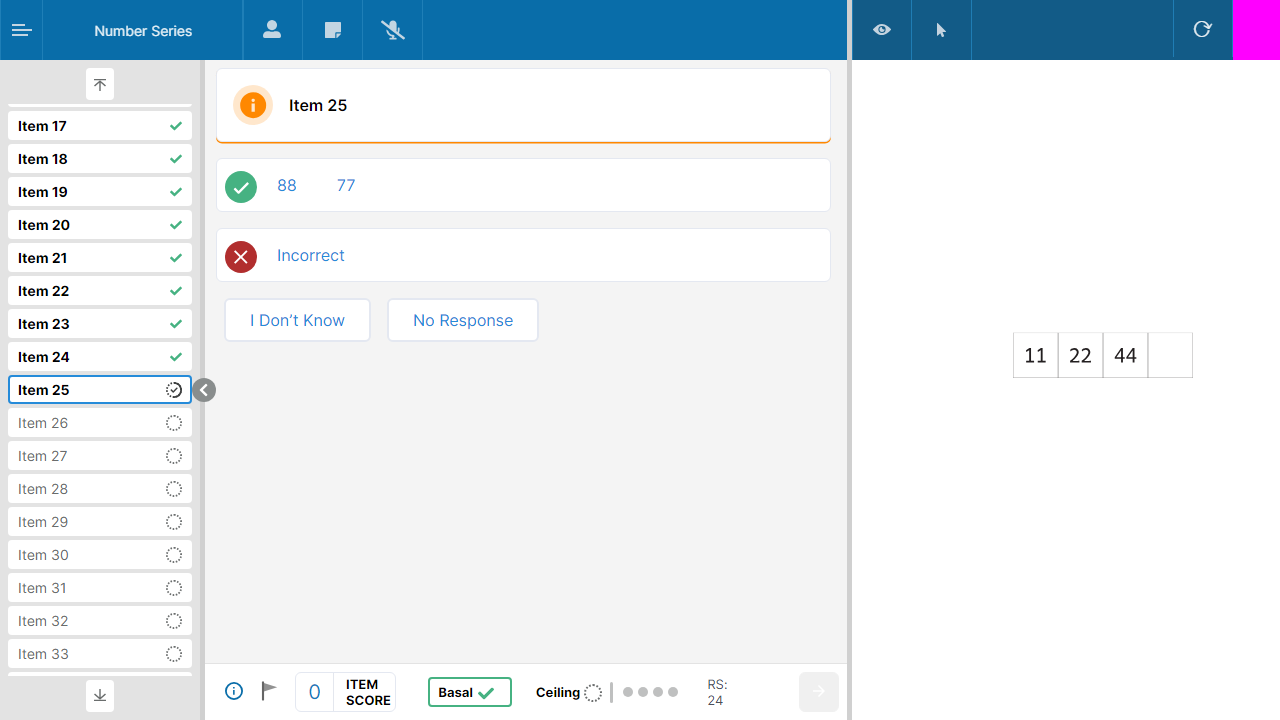 Number Series
Item 17
Item 18
Item 19
Item 20
Item 21
Item 22
Item 23
Item 24
Item 25
Item 26
Item 27
Item 28
Item 29
Item 30
Item 31
Item 32
Item 33
Item 25
88 77
Incorrect
I Don’t Know No Response
0 ITEM SCORE
Basal
Ceiling
RS:
24
11 22 44